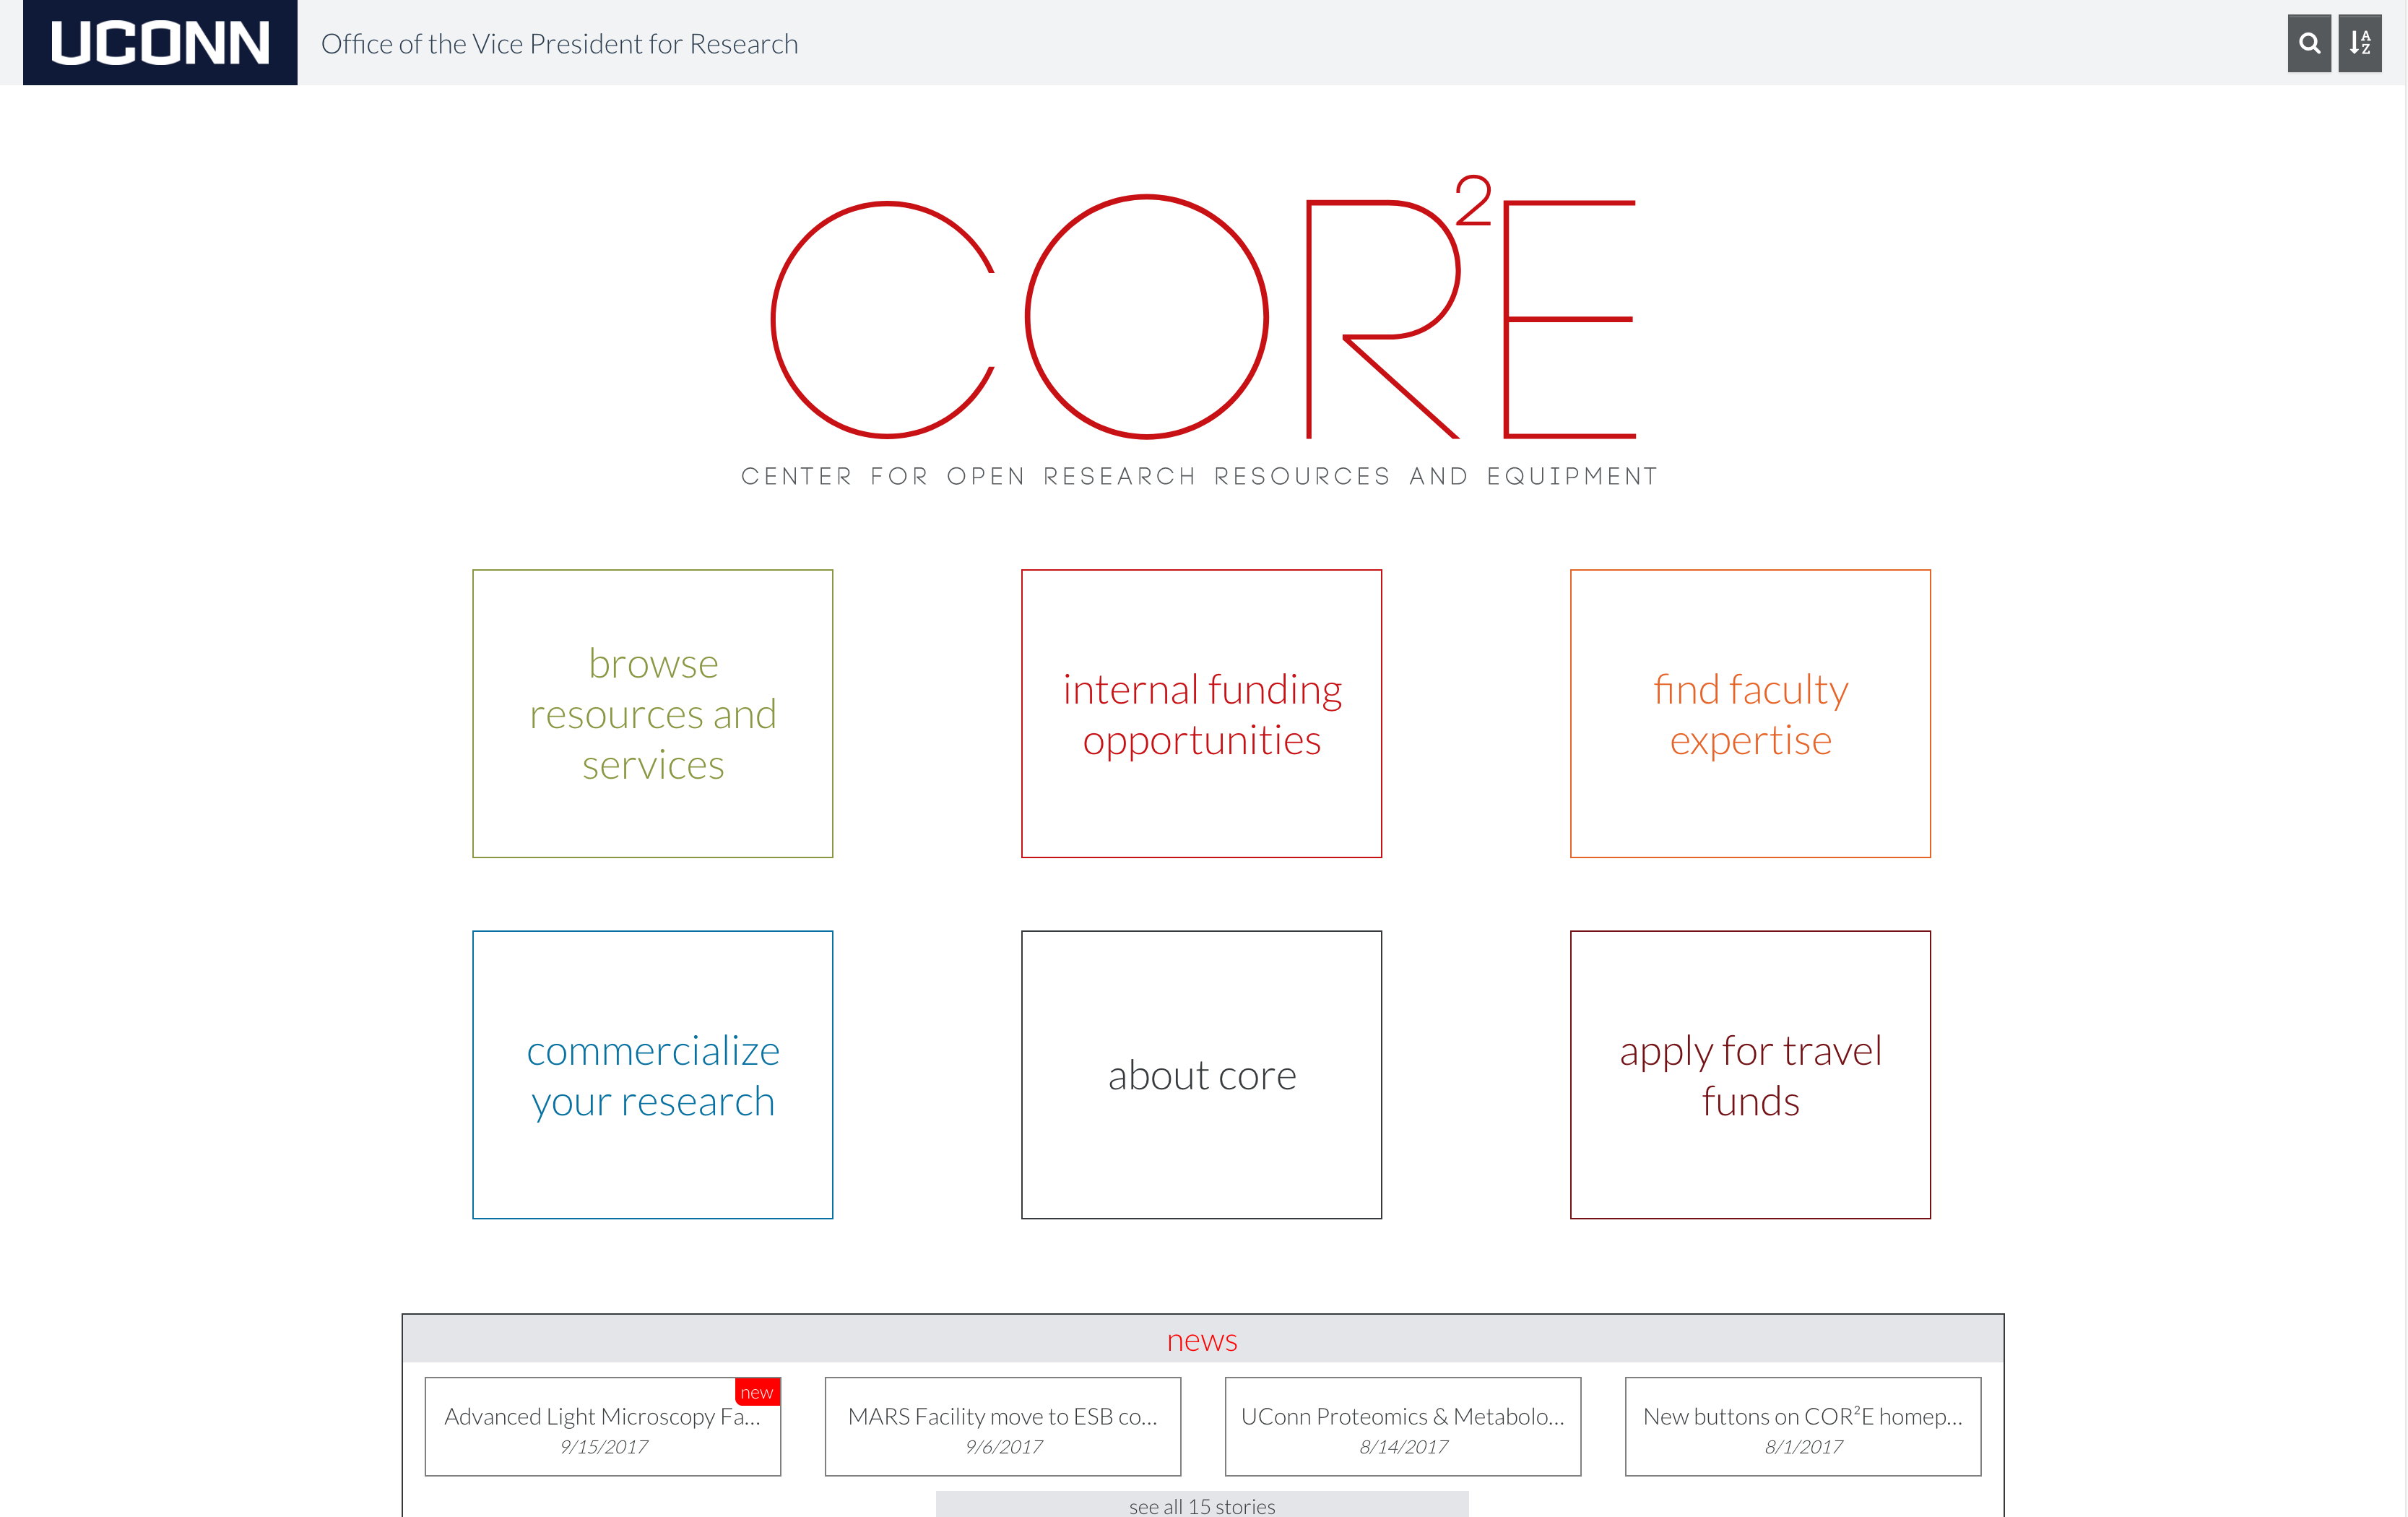 UCONN
Office of the Vice President for Research
A
Z
COR²E
CENTER FOR OPEN RESEARCH RESOURCES AND EQUIPMENT
browse
resources and
services
internal funding
opportunities
find faculty
expertise
commercialize
your research
about core
apply for travel
funds
news
new
Advanced Light Microscopy Fa...
9/15/2017
MARS Facility move to ESB co...
9/6/2017
UConn Proteomics & Metabolo...
8/14/2017
New buttons on COR²E homep...
8/1/2017
see all 15 stories